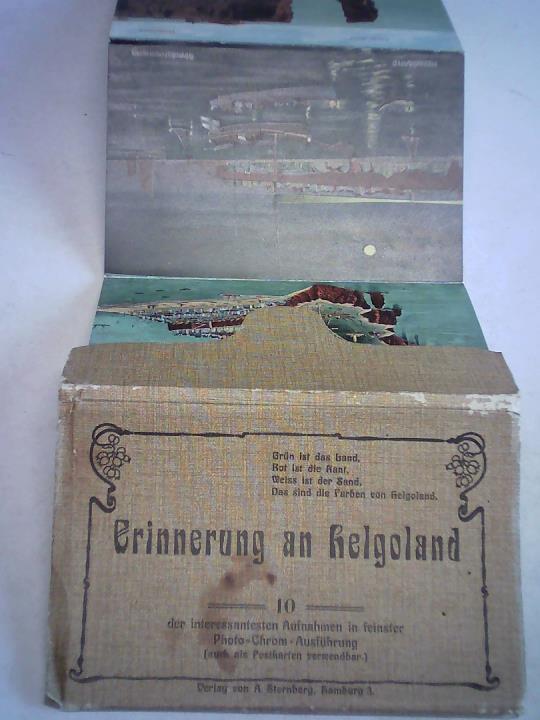 Grün ist das Land,
Rot ist die Kant,
Weiss ist der Sand,
Das sind die Farben von Helgoland.
Erinnerung an Helgoland
10
der interessantesten Aufnahmen in feinster
Photo-Chrom-Ausführung
(auch als Postkarten verwendbar.)
Verlag von A. Sternberg, Hamburg 3.